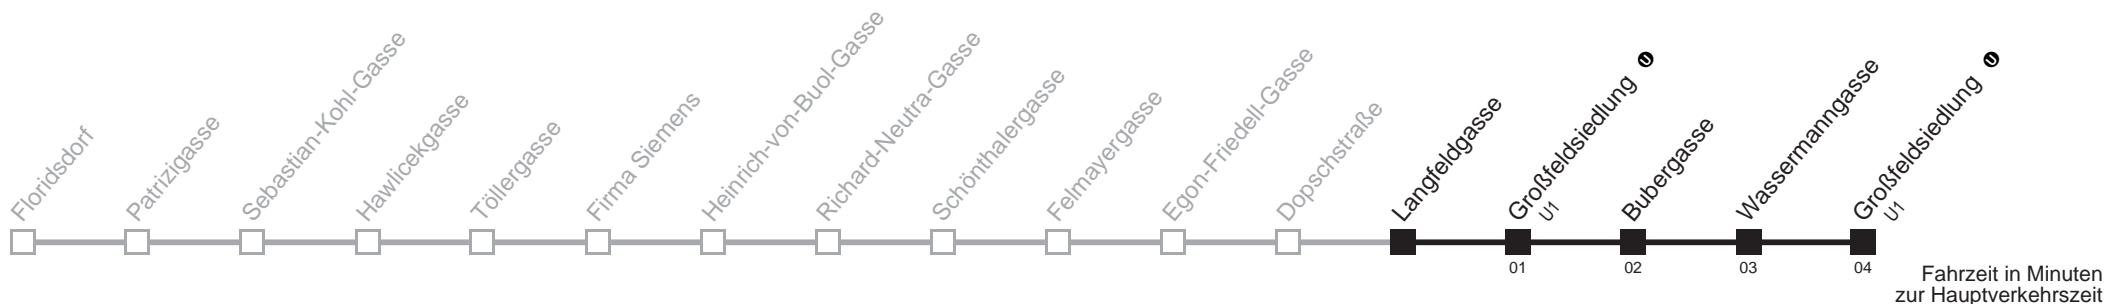 Floridsdorf
Patrizigasse
Sebastian-Kohl-Gasse
Hawlicekgasse
Töllergasse
Firma Siemens
Heinrich-von-Buol-Gasse
Richard-Neutra-Gasse
Schönthalergasse
Felmayergasse
Egon-Friedell-Gasse
Dopschstraße
Langfeldgasse
Großfeldsiedlung U
U1
Bubergasse
Wassermanngasse
Großfeldsiedlung U
U1
01
02
03
04
Fahrzeit in Minuten
zur Hauptverkehrszeit